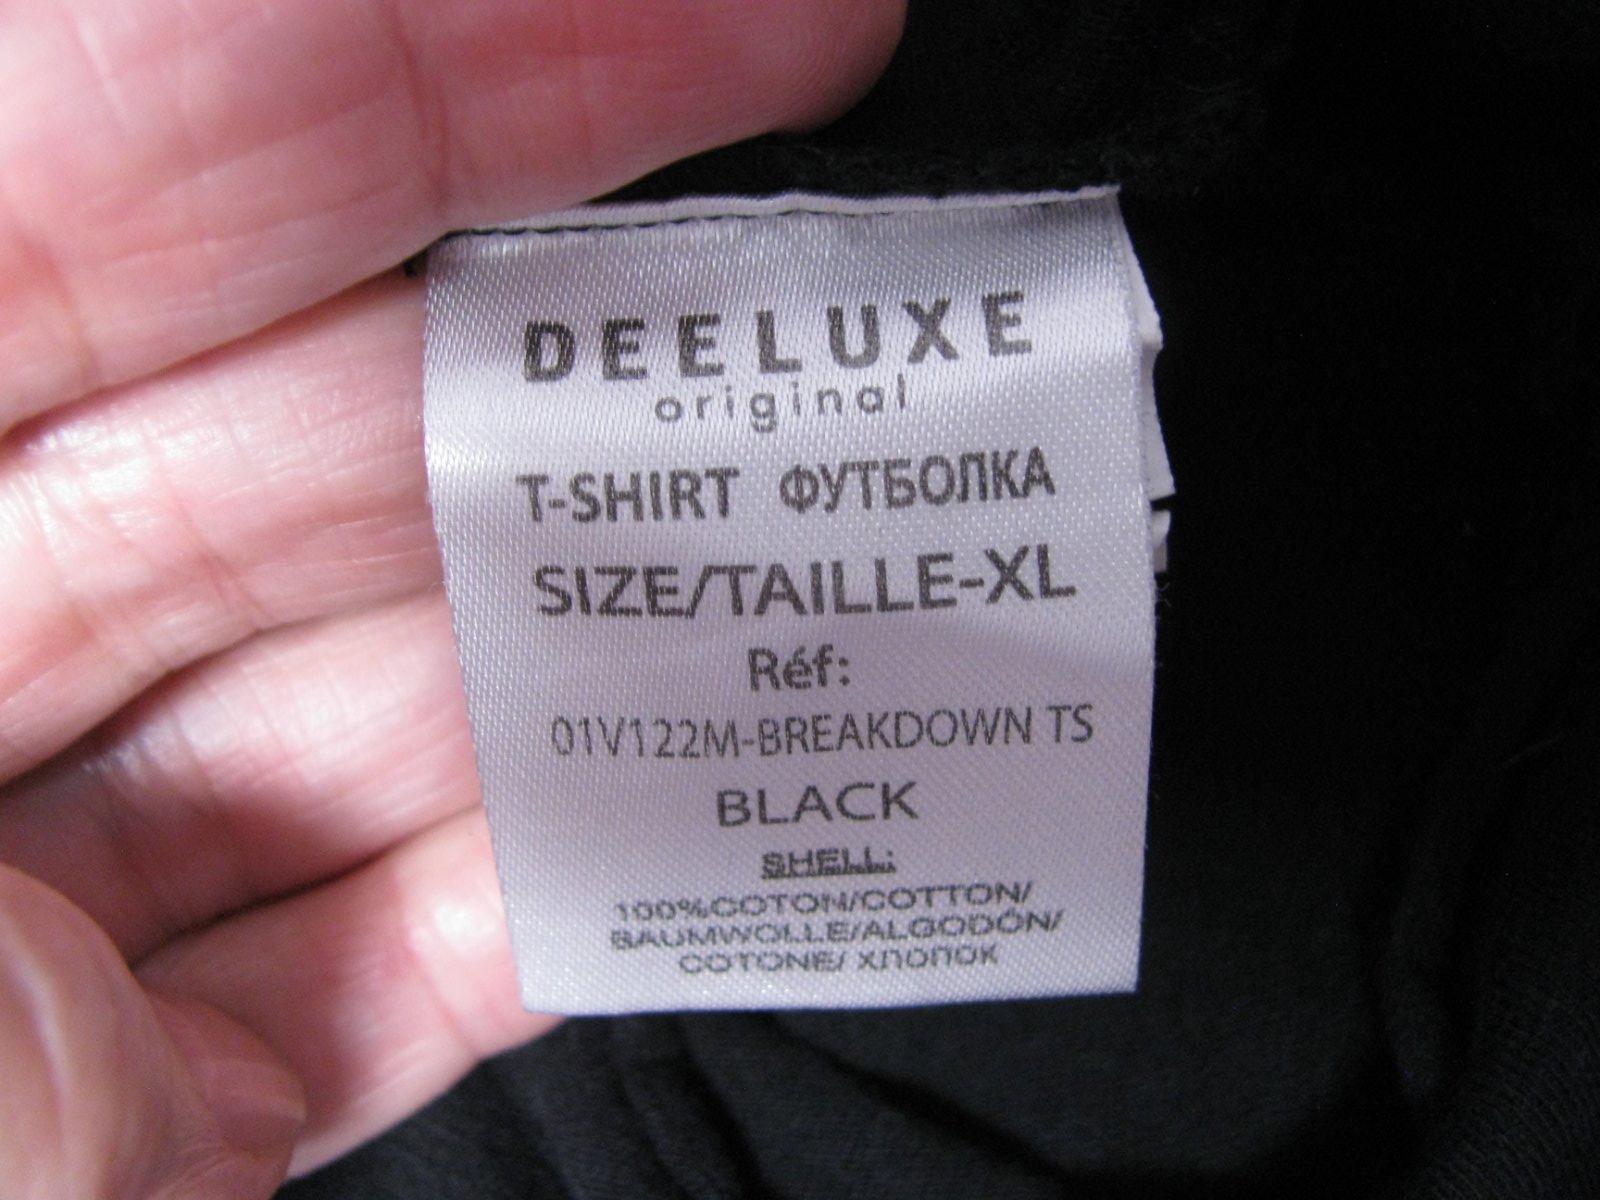 DEELUXE
original
T-SHIRT ФУТБОЛКА
SIZE/TAILLE-XL
Réf:
01V122M-BREAKDOWN TS
BLACK
SHELL:
100%COTON/COTTON/
BAUMWOLLE/ALGODÓN/
COTONE/ ХЛОПОК